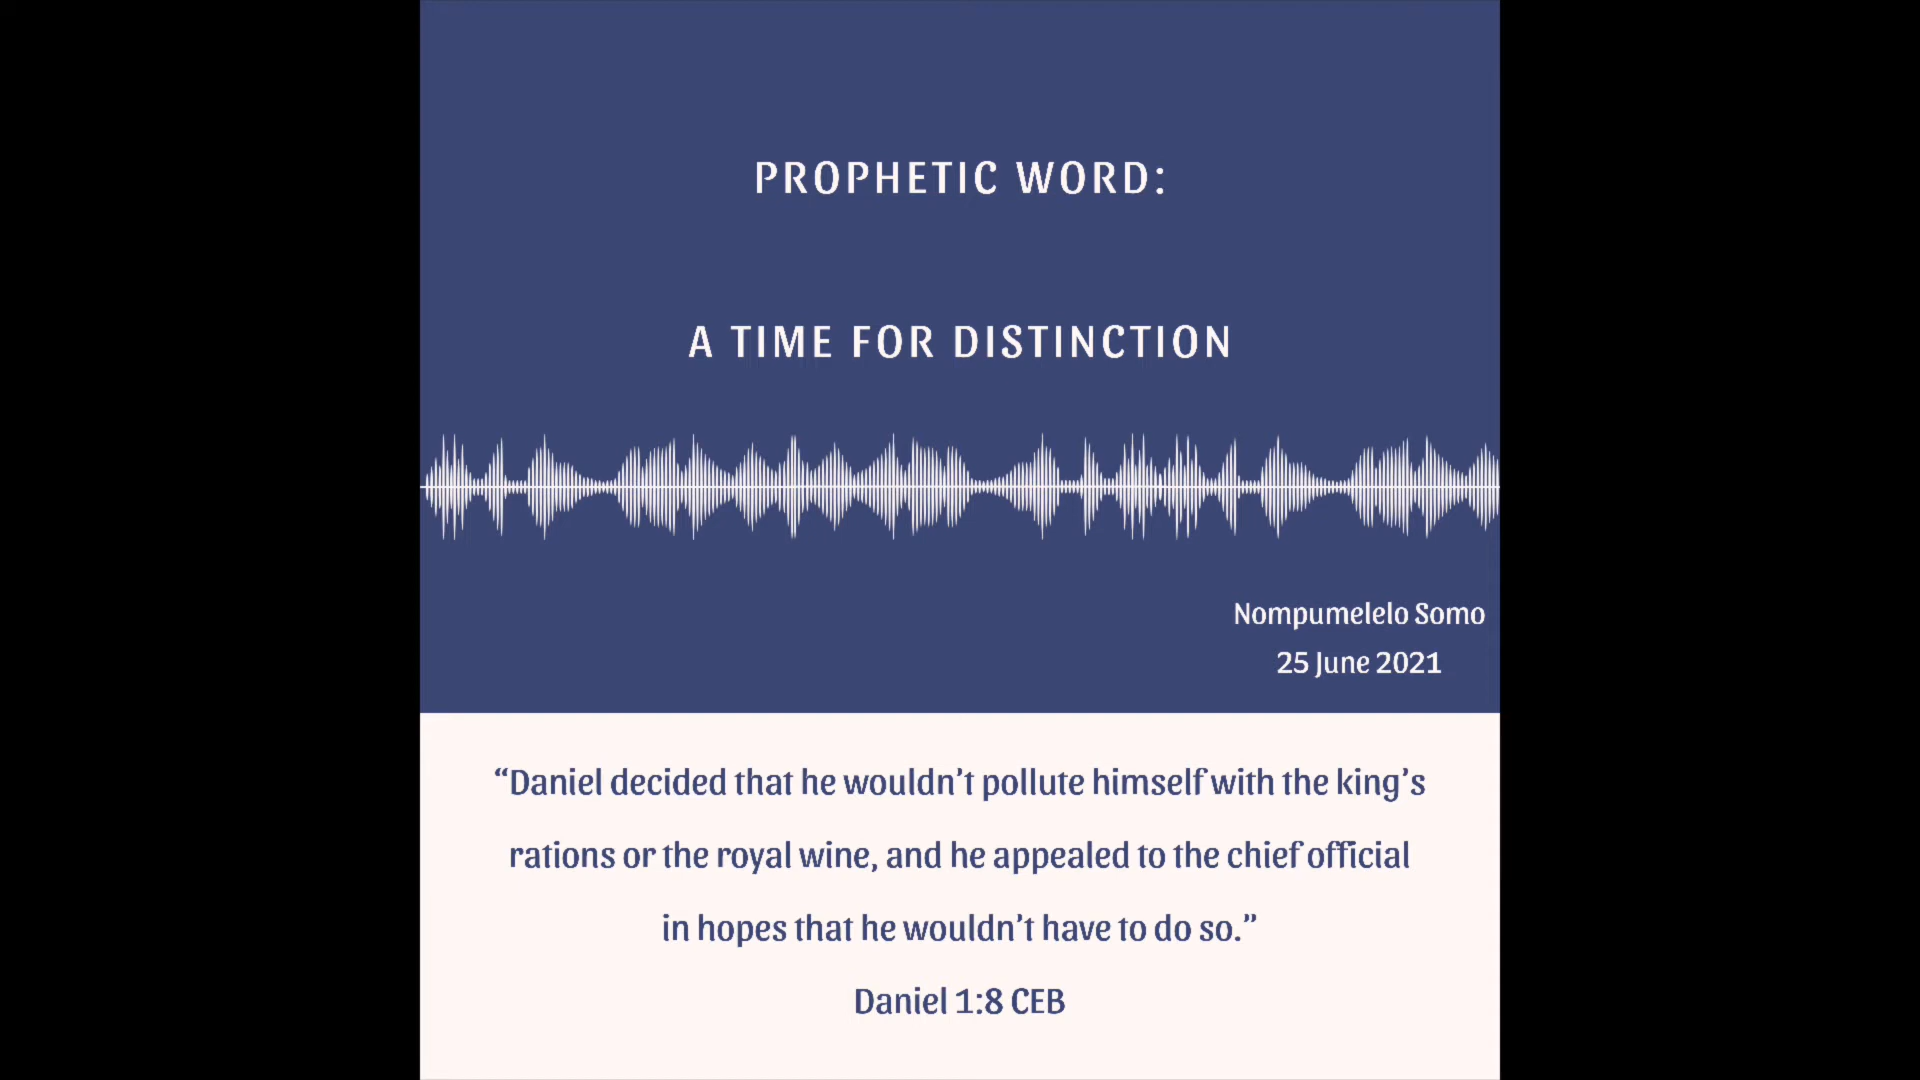 PROPHETIC WORD:
A TIME FOR DISTINCTION
Nompumelelo Somo
25 June 2021
“Daniel decided that he wouldn’t pollute himself with the king’s
rations or the royal wine, and he appealed to the chief official
in hopes that he wouldn’t have to do so.”
Daniel 1:8 CEB